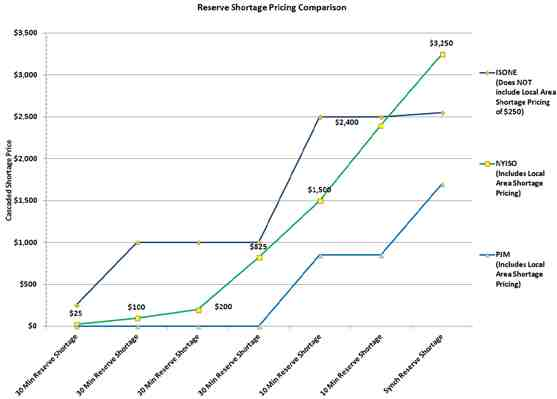 Reserve Shortage Pricing Comparison
$3,500
$3,000
$2,500
$2,000
$1,500
$1,000
$500
$0
Cascaded Shortage Price
$25
$100
$200
$825
$1,500
$2,400
$3,250
30 Min Reserve Shortage
30 Min Reserve Shortage
30 Min Reserve Shortage
30 Min Reserve Shortage
10 Min Reserve Shortage
10 Min Reserve Shortage
Synch Reserve Shortage
ISONE
(Does NOT
include Local Area
Shortage Pricing
of $250)
NYISO
(Includes Local
Area Shortage
Pricing)
PJM
(Includes Local
Area Shortage
Pricing)